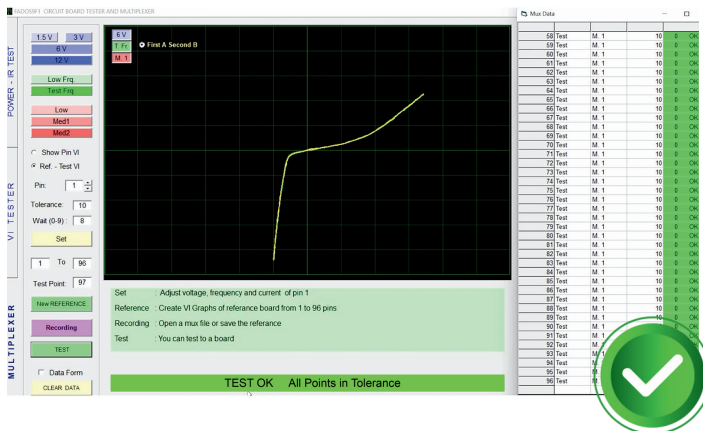 FADOS9F1 CIRCUIT BOARD TESTER AND MULTIPLEXER
POWER - IR TEST
VI TESTER
MULTIPLEXER
1.5 V
3 V
6 V
12 V
Low Frq
Test Frq
Low
Med1
Med2
Show Pin VI
Ref. - Test VI
Pin: 1
Tolerance: 10
Wait (0-9) : 8
Set
1 To 96
Test Point: 97
New REFERENCE
Recording
TEST
Data Form
CLEAR DATA
6 V
T. Fr.
M. 1
First A Second B
Set : Adjust voltage, frequency and current of pin 1
Reference : Create VI Graphs of referance board from 1 to 96 pins
Recording : Open a mux file or save the referance
Test : You can test to a board
TEST OK All Points in Tolerance
Mux Data
58 Test M. 1 10 0 OK
59 Test M. 1 10 0 OK
60 Test M. 1 10 0 OK
61 Test M. 1 10 0 OK
62 Test M. 1 10 0 OK
63 Test M. 1 10 0 OK
64 Test M. 1 10 0 OK
65 Test M. 1 10 0 OK
66 Test M. 1 10 0 OK
67 Test M. 1 10 0 OK
68 Test M. 1 10 0 OK
69 Test M. 1 10 0 OK
70 Test M. 1 10 0 OK
71 Test M. 1 10 0 OK
72 Test M. 1 10 0 OK
73 Test M. 1 10 0 OK
74 Test M. 1 10 0 OK
75 Test M. 1 10 0 OK
76 Test M. 1 10 0 OK
77 Test M. 1 10 0 OK
78 Test M. 1 10 0 OK
79 Test M. 1 10 0 OK
80 Test M. 1 10 0 OK
81 Test M. 1 10 0 OK
82 Test M. 1 10 0 OK
83 Test M. 1 10 0 OK
84 Test M. 1 10 0 OK
85 Test M. 1 10 0 OK
86 Test M. 1 10 0 OK
87 Test M. 1 10 0 OK
88 Test M. 1 10 0 OK
89 Test M. 1 10 0 OK
90 Test M. 1
91 Test M. 1
92 Test M.
93 Test M.
94 Test M.
95 Test M.
96 Test M.